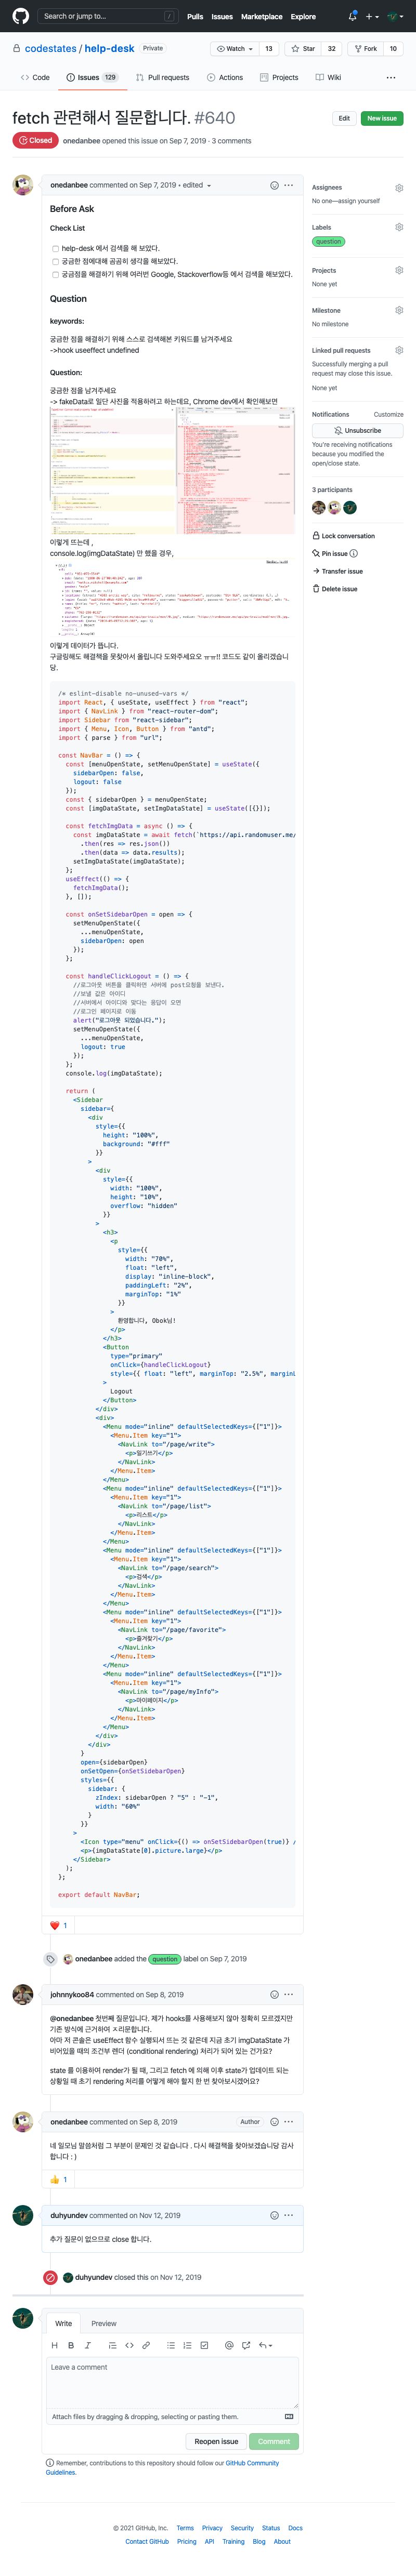 Search or jump to...
/
Pulls
Issues
Marketplace
Explore
codestates / help-desk
Private
Watch
13
Star
32
Fork
10
Code
Issues 129
Pull requests
Actions
Projects
Wiki
fetch 관련해서 질문합니다. #640
Edit
New issue
Closed
onedanbee opened this issue on Sep 7, 2019 · 3 comments
onedanbee commented on Sep 7, 2019 • edited
Before Ask
Check List
help-desk 에서 검색을 해 보았다.
궁금한 점에대해 곰곰히 생각을 해보았다.
궁금점을 해결하기 위해 여러번 Google, Stackoverflow등 에서 검색을 해보았다.
Question
keywords:
궁금한 점을 해결하기 위해 스스로 검색해본 키워드를 남겨주세요
->hook useeffect undefined
Question:
궁금한 점을 남겨주세요
-> fakeData로 일단 사진을 적용하려고 하는데요, Chrome dev에서 확인해보면
이렇게 뜨는데 ,
console.log(imgDataState) 만 했을 경우,
이렇게 데이터가 뜹니다.
구글링해도 해결책을 못찾아서 올립니다 도와주세요오 ㅠㅠ!! 코드도 같이 올리겠습니
당.
/* eslint-disable no-unused-vars */
import React, { useState, useEffect } from "react";
import { NavLink } from "react-router-dom";
import Sidebar from "react-sidebar";
import { Menu, Icon, Button } from "antd";
import { parse } from "url";
const NavBar = () => {
const [menuOpenState, setMenuOpenState] = useState({
sidebarOpen: false,
logout: false
});
const { sidebarOpen } = menuOpenState;
const [imgDataState, setImgDataState] = useState([{}]);
const fetchImgData = async () => {
const imgDataState = await fetch(`https://api.randomuser.me/
.then(res => res.json())
.then(data => data.results);
setImgDataState(imgDataState);
};
useEffect(() => {
fetchImgData();
}, []);
const onSetSidebarOpen = open => {
setMenuOpenState({
...menuOpenState,
sidebarOpen: open
});
};
const handleClickLogout = () => {
//로그아웃 버튼을 클릭하면 서버에 post요청을 보낸다.
//보낼 값은 아이디
//서버에서 아이디와 맞다는 응답이 오면
//로그인 페이지로 이동
alert("로그아웃 되었습니다.");
setMenuOpenState({
...menuOpenState,
logout: true
});
};
console.log(imgDataState);
return (
<Sidebar
sidebar={
<div
style={{
height: "100%",
background: "#fff"
}}
>
<div
style={{
width: "100%",
height: "10%",
overflow: "hidden"
}}
>
<h3>
<p
style={{
width: "70%",
float: "left",
display: "inline-block",
paddingLeft: "2%",
marginTop: "1%"
}}
>
환영합니다, Obok님!
</p>
</h3>
<Button
type="primary"
onClick={handleClickLogout}
style={{ float: "left", marginTop: "2.5%", marginL
>
Logout
</Button>
</div>
<div>
<Menu mode="inline" defaultSelectedKeys={["1"]}>
<Menu.Item key="1">
<NavLink to="/page/write">
<p>일기쓰기</p>
</NavLink>
</Menu.Item>
</Menu>
<Menu mode="inline" defaultSelectedKeys={["1"]}>
<Menu.Item key="1">
<NavLink to="/page/list">
<p>리스트</p>
</NavLink>
</Menu.Item>
</Menu>
<Menu mode="inline" defaultSelectedKeys={["1"]}>
<Menu.Item key="1">
<NavLink to="/page/search">
<p>검색</p>
</NavLink>
</Menu.Item>
</Menu>
<Menu mode="inline" defaultSelectedKeys={["1"]}>
<Menu.Item key="1">
<NavLink to="/page/favorite">
<p>즐겨찾기</p>
</NavLink>
</Menu.Item>
</Menu>
<Menu mode="inline" defaultSelectedKeys={["1"]}>
<Menu.Item key="1">
<NavLink to="/page/myInfo">
<p>마이페이지</p>
</NavLink>
</Menu.Item>
</Menu>
</div>
</div>
}
open={sidebarOpen}
onSetOpen={onSetSidebarOpen}
styles={{
sidebar: {
zIndex: sidebarOpen ? "5" : "-1",
width: "60%"
}
}}
>
<Icon type="menu" onClick={() => onSetSidebarOpen(true)} /
<p>{imgDataState[0].picture.large}</p>
</Sidebar>
);
};
export default NavBar;
1
onedanbee added the question label on Sep 7, 2019
johnnykoo84 commented on Sep 8, 2019
@onedanbee 첫번째 질문입니다. 제가 hooks를 사용해보지 않아 정확히 모르겠지만
기존 방식에 근거하여 ㅈ리문합니다.
아마 저 콘솔은 useEffect 함수 실행되서 뜨는 것 같은데 지금 초기 imgDataState 가
비어있을 때의 조건부 렌더 (conditional rendering) 처리가 되어 있는 건가요?
state 를 이용하여 render가 될 때, 그리고 fetch 에 의해 이후 state가 업데이트 되는
상황일 때 초기 rendering 처리를 어떻게 해야 할지 한 번 찾아보시겠어요?
onedanbee commented on Sep 8, 2019
Author
네 일모님 말씀처럼 그 부분이 문제인 것 같습니다 . 다시 해결책을 찾아보겠습니당 감사
합니다 : )
1
duhyundev commented on Nov 12, 2019
추가 질문이 없으므로 close 합니다.
duhyundev closed this on Nov 12, 2019
Write
Preview
Leave a comment
Attach files by dragging & dropping, selecting or pasting them.
Reopen issue
Comment
Remember, contributions to this repository should follow our GitHub Community
Guidelines.
Assignees
No one—assign yourself
Labels
question
Projects
None yet
Milestone
No milestone
Linked pull requests
Successfully merging a pull
request may close this issue.
None yet
Notifications
Customize
Unsubscribe
You're receiving notifications
because you modified the
open/close state.
3 participants
Lock conversation
Pin issue
Transfer issue
Delete issue
© 2021 GitHub, Inc.
Terms
Privacy
Security
Status
Docs
Contact GitHub
Pricing
API
Training
Blog
About